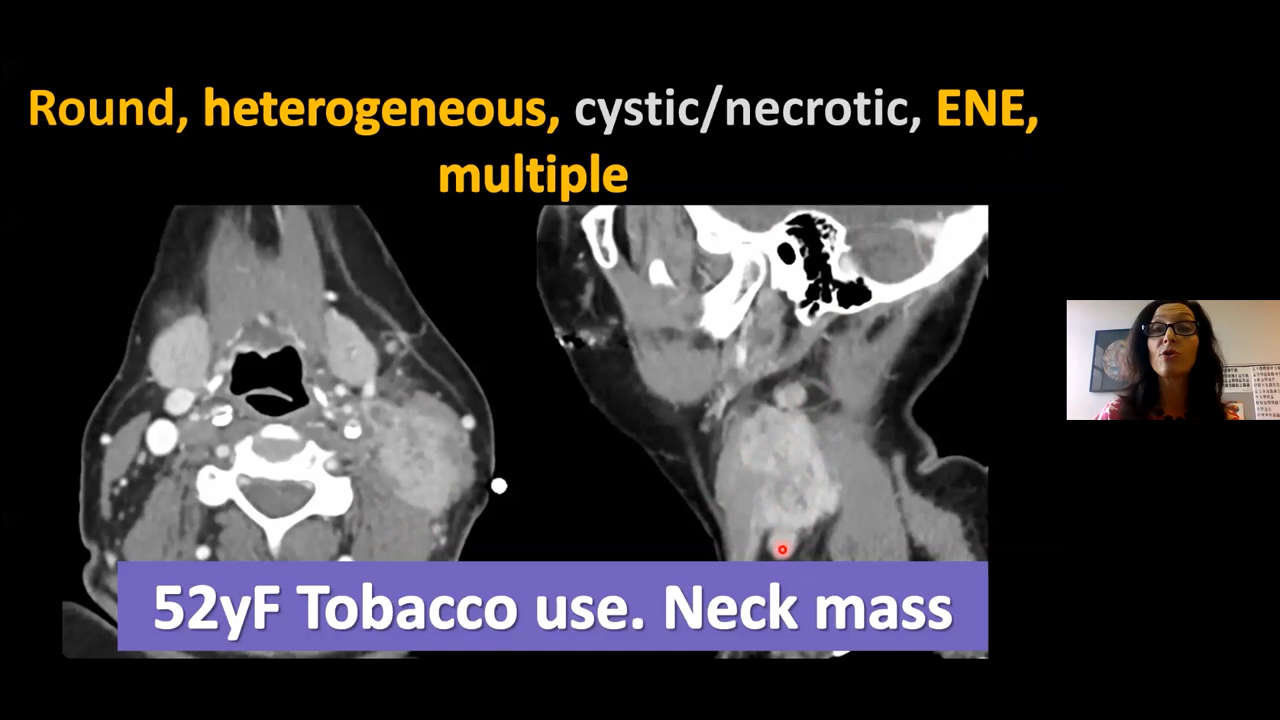 Round, heterogeneous, cystic/necrotic, ENE,
multiple
52yF Tobacco use. Neck mass